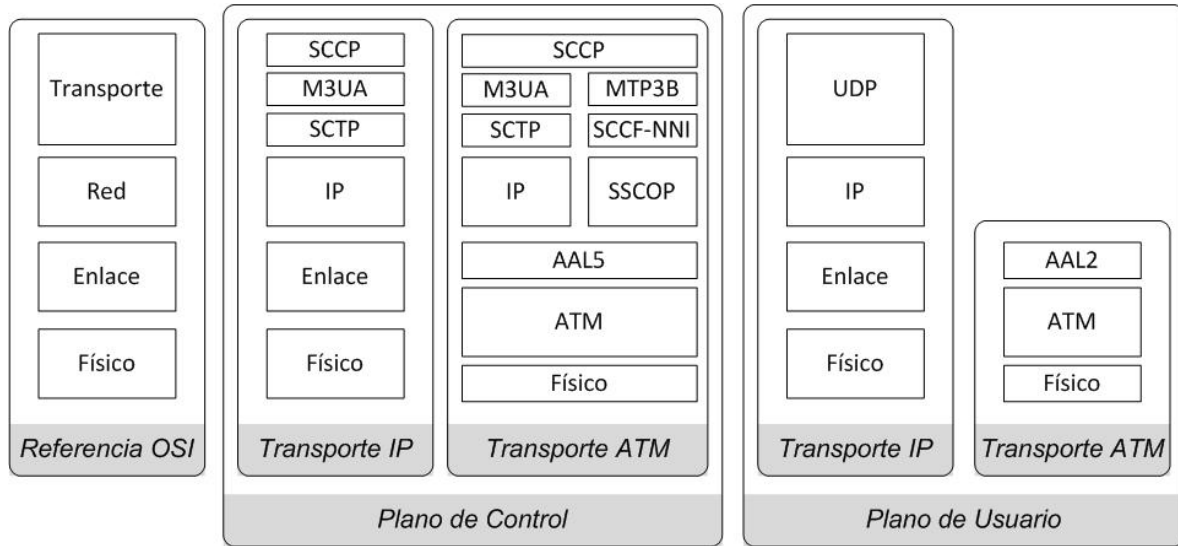 Transporte
Red
Enlace
Físico
Referencia OSI
SCCP
M3UA
SCTP
IP
Enlace
Físico
Transporte IP
SCCP
M3UA
MTP3B
SCTP
SCCF-NNI
IP
SSCOP
AAL5
ATM
Físico
Transporte ATM
Plano de Control
UDP
IP
Enlace
Físico
Transporte IP
AAL2
ATM
Físico
Transporte ATM
Plano de Usuario